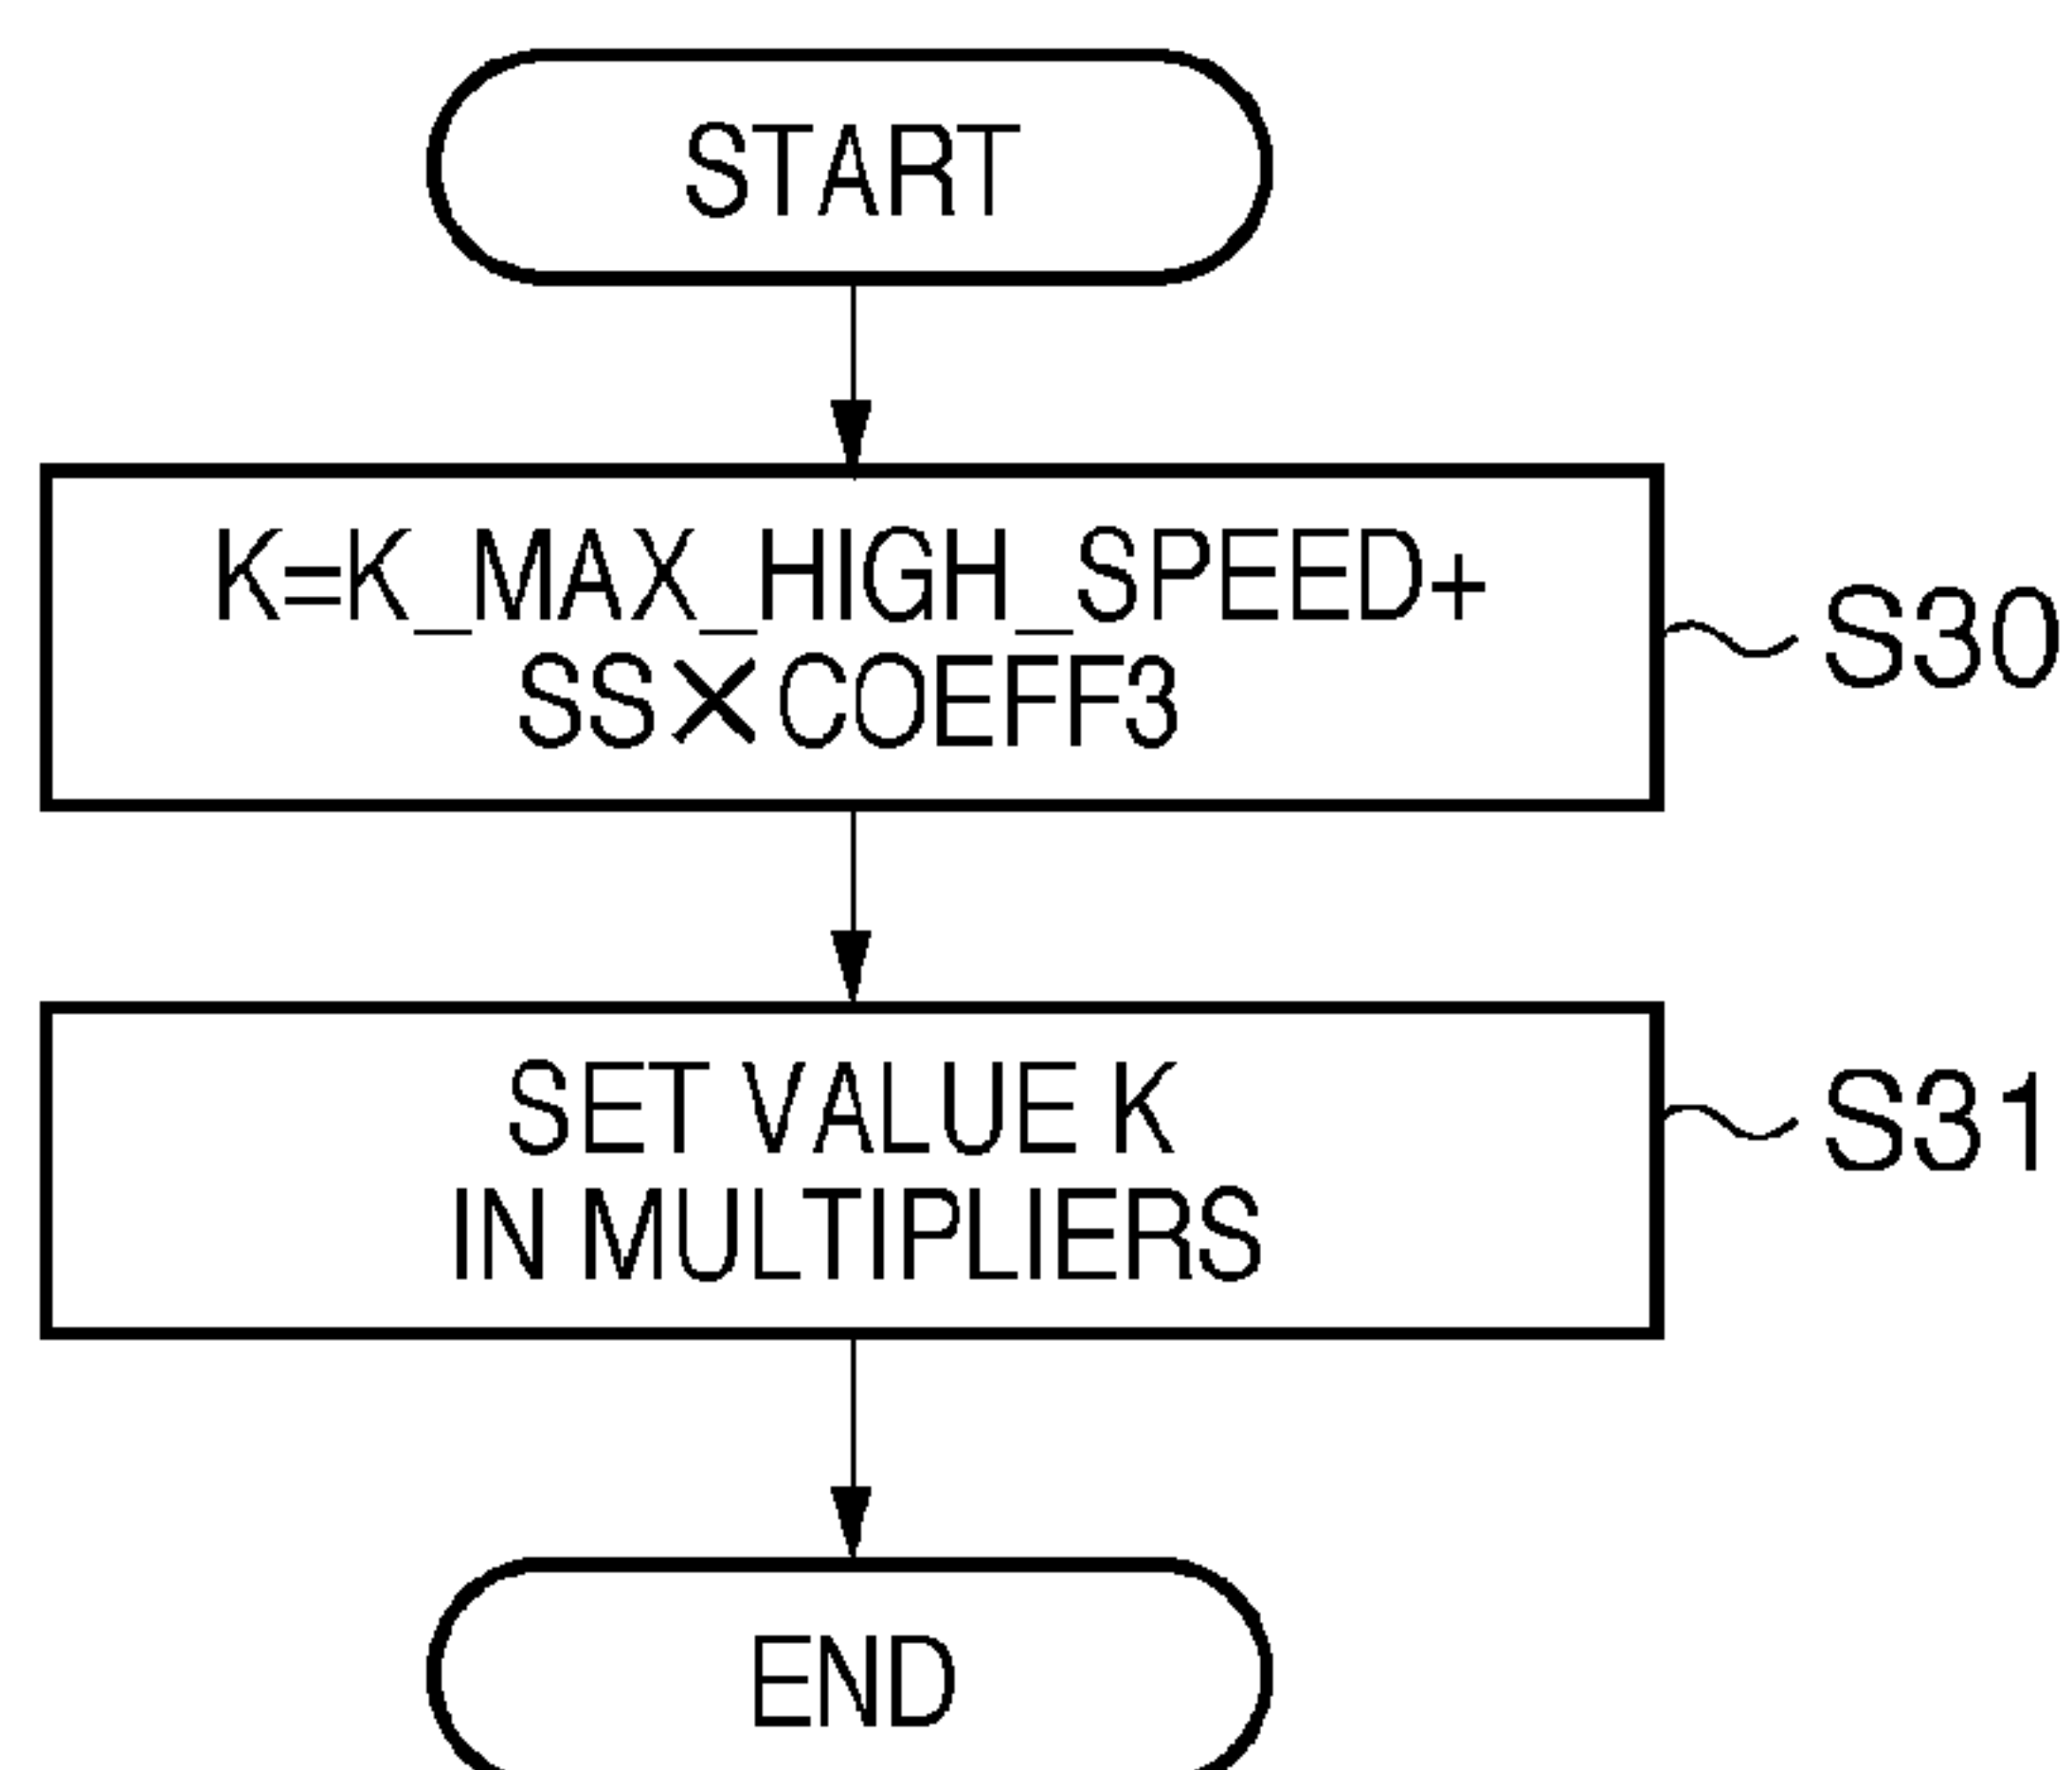 START
K=K_MAX_HIGH_SPEED+
SS×COEFF3
S30
SET VALUE K
IN MULTIPLIERS
S31
END